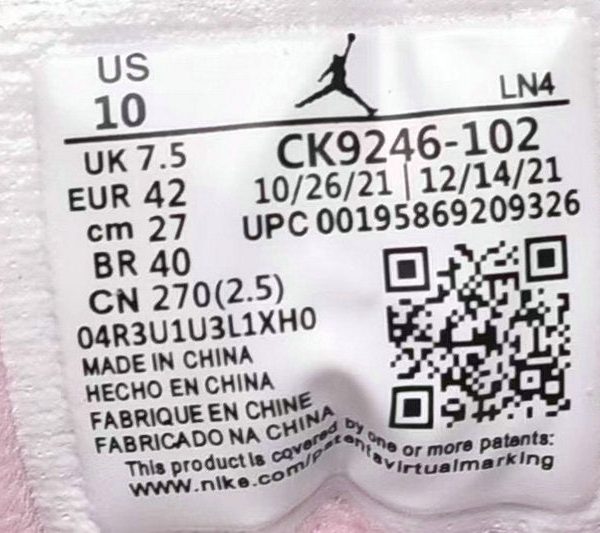 US
10
LN4
UK 7.5
CK9246-102
EUR 42
10/26/21 | 12/14/21
cm 27
UPC 00195869209326
BR 40
CN 270(2.5)
04R3U1U3L1XH0
MADE IN CHINA
HECHO EN CHINA
FABRIQUE EN CHINE
FABRICADO NA CHINA
This product is covered by one or more patents:
www.nike.com/patentsvirtualmarking